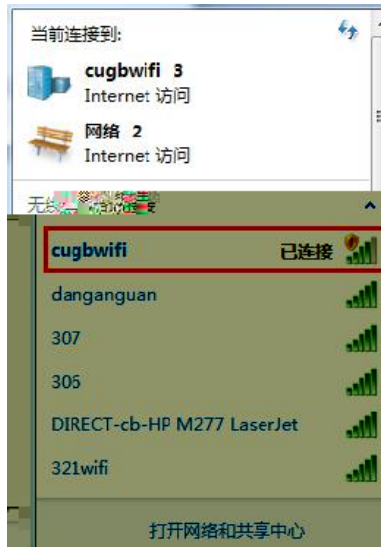 当前连接到:
cugbwifi 3
Internet 访问
网络 2
Internet 访问
cugbwifi 已连接
danganguan
307
306
DIRECT-cb-HP M277 LaserJet
321wifi
打开网络和共享中心